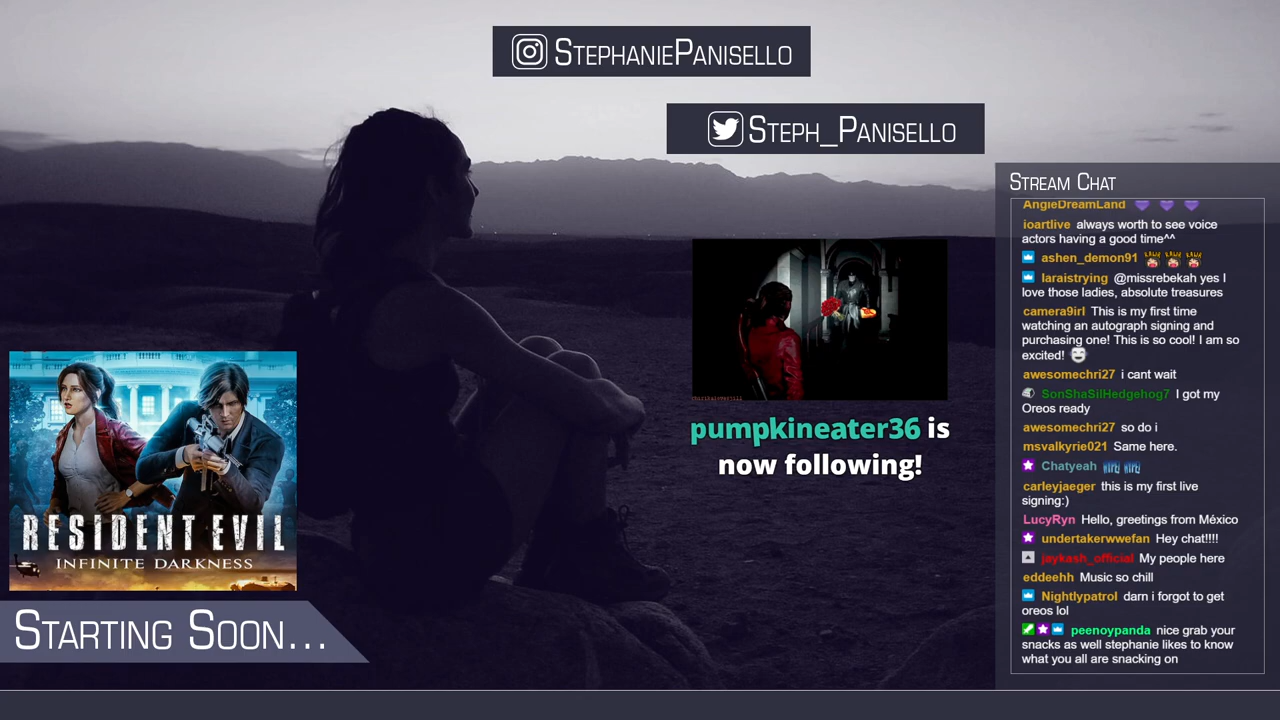 StephaniePanisello
Steph_Panisello
Stream Chat
AngieDreamLand
ioartlive always worth to see voice
actors having a good time^^
ashen_demon91
laraistrying @missrebekah yes I
love those ladies, absolute treasures
camera9irl This is my first time
watching an autograph signing and
purchasing one! This is so cool! I am so
excited!
awesomechri27 i cant wait
SonShaSilHedgehog7 I got my
Oreos ready
awesomechri27 so do i
msvalkyrie021 Same here.
Chatyeah
carleyjaeger this is my first live
signing:)
LucyRyn Hello, greetings from México
undertakerwwefan Hey chat!!!!
jaykash_official My people here
eddeehh Music so chill
Nightlypatrol darn i forgot to get
oreos lol
peenoypanda nice grab your
snacks as well stephanie likes to know
what you all are snacking on
pumpkineater36 is
now following!
RESIDENT EVIL
INFINITE DARKNESS
Starting Soon...